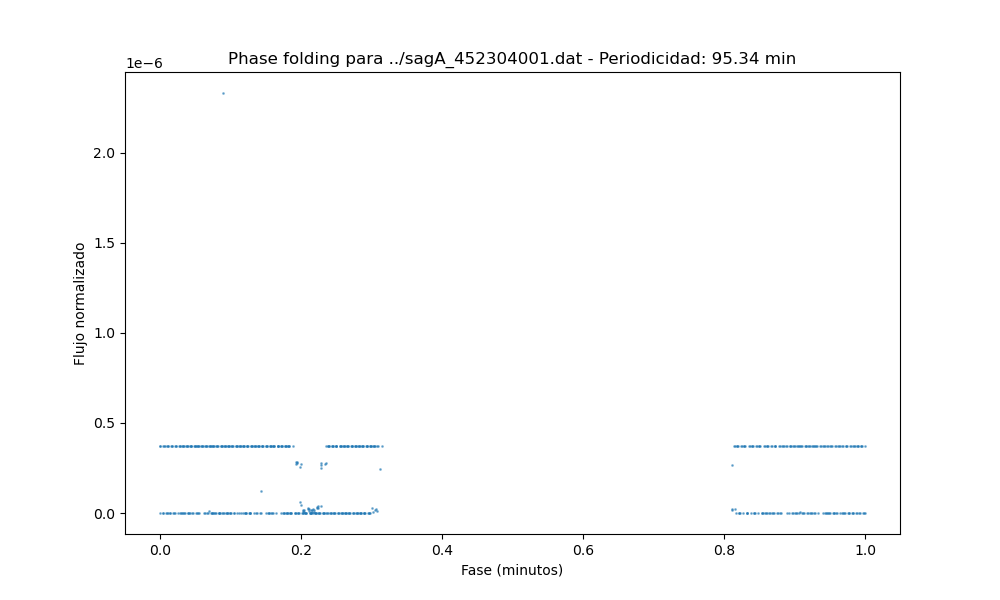 Phase folding para ../sagA_452304001.dat - Periodicidad: 95.34 min
1e−6
2.0
1.5
1.0
0.5
0.0
Flujo normalizado
0.0 0.2 0.4 0.6 0.8 1.0
Fase (minutos)